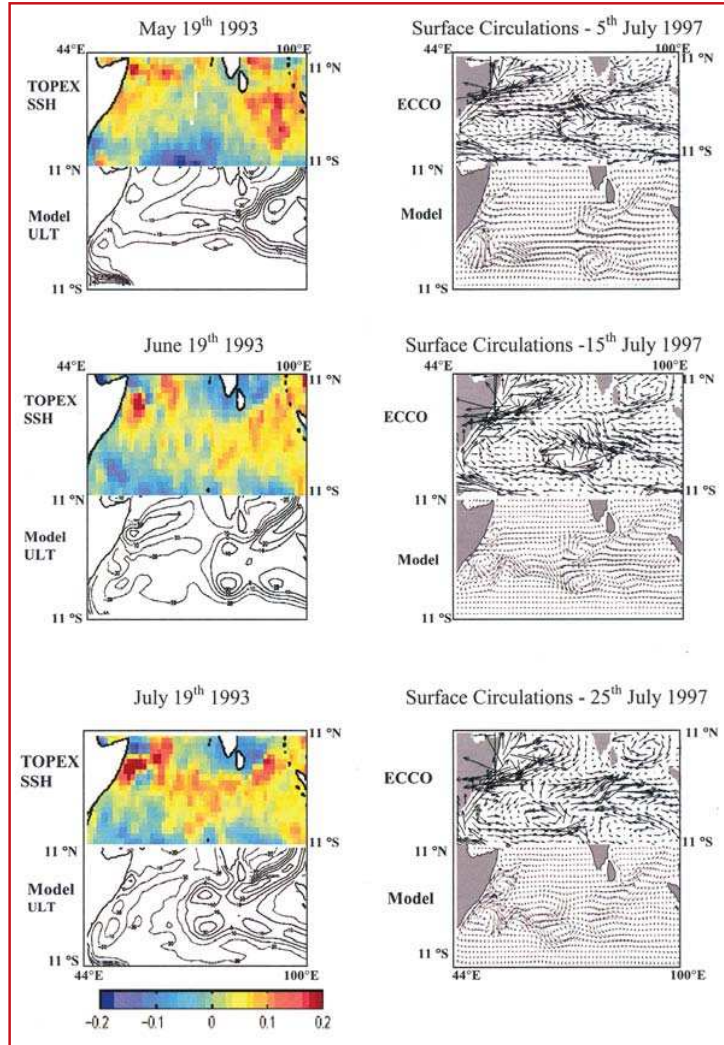 May 19th 1993
44°E
100°E
TOPEX
SSH
11 °N
11 °S
11 °N
Model
ULT
11 °S
June 19th 1993
44°E
100°E
TOPEX
SSH
11 °N
11 °S
11 °N
Model
ULT
11 °S
July 19th 1993
TOPEX
SSH
11 °N
11 °S
11 °N
Model
ULT
11 °S
44°E
100°E
-0.2
-0.1
0
0.1
0.2
Surface Circulations - 5th July 1997
44°E
100°E
ECCO
11 °N
11 °S
11 °N
Model
11 °S
Surface Circulations -15th July 1997
44°E
100°E
ECCO
11 °N
11 °S
11 °N
Model
11 °S
Surface Circulations - 25th July 1997
ECCO
11 °N
11 °S
11 °N
Model
11 °S
44°E
100°E